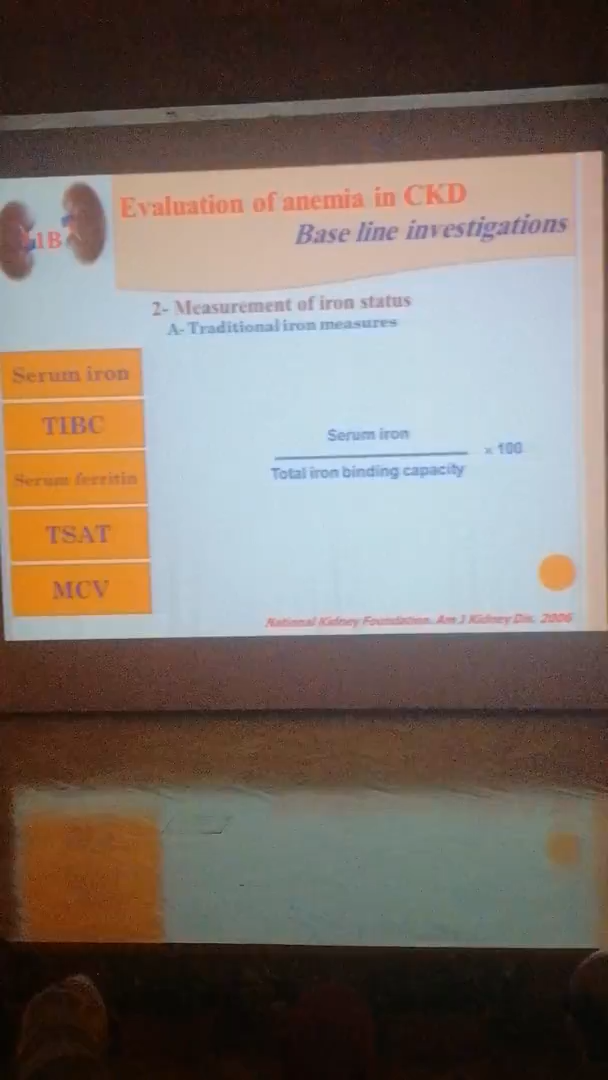 1B
Evaluation of anemia in CKD
Base line investigations
2- Measurement of iron status
A- Traditional iron measures
Serum iron
TIBC
Serum ferritin
TSAT
MCV
Serum iron
Total iron binding capacity
× 100
National Kidney Foundation. Am J Kidney Dis. 2006